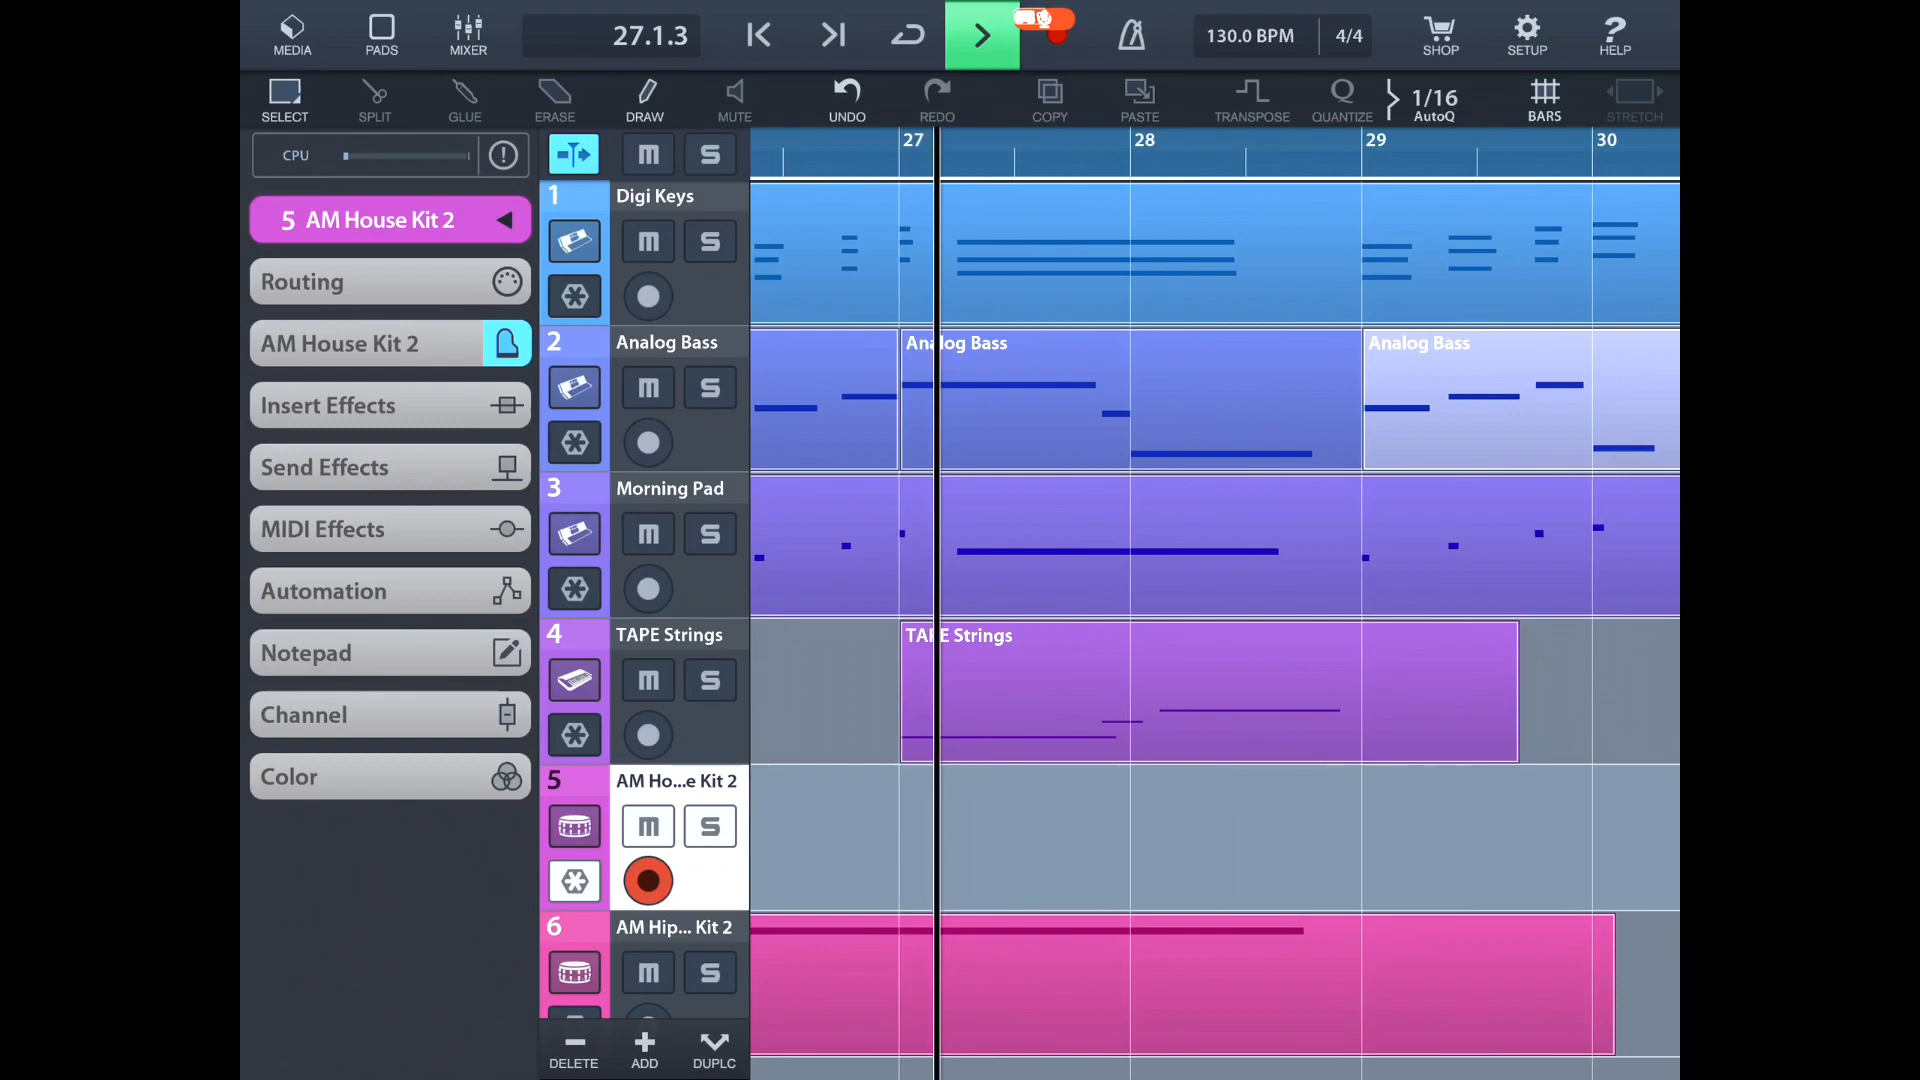 MEDIA
PADS
MIXER
27.1.3
130.0 BPM
4/4
SHOP
SETUP
HELP
SELECT
SPLIT
GLUE
ERASE
DRAW
MUTE
UNDO
REDO
COPY
PASTE
TRANSPOSE
QUANTIZE
1/16
AutoQ
BARS
STRETCH
CPU
m S
27 28 29 30
5 AM House Kit 2
Routing
AM House Kit 2
Insert Effects
Send Effects
MIDI Effects
Automation
Notepad
Channel
Color
1 Digi Keys
m S
2 Analog Bass
m S
Analog Bass
Analog Bass
3 Morning Pad
m S
4 TAPE Strings
m S
TAPE Strings
5 AM Ho...e Kit 2
m S
6 AM Hip... Kit 2
m S
DELETE
ADD
DUPLC